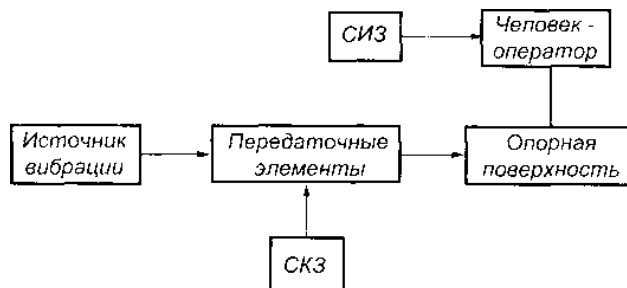 СИЗ
Человек -
оператор
Источник
вибрации
Передаточные
элементы
Опорная
поверхность
СКЗ